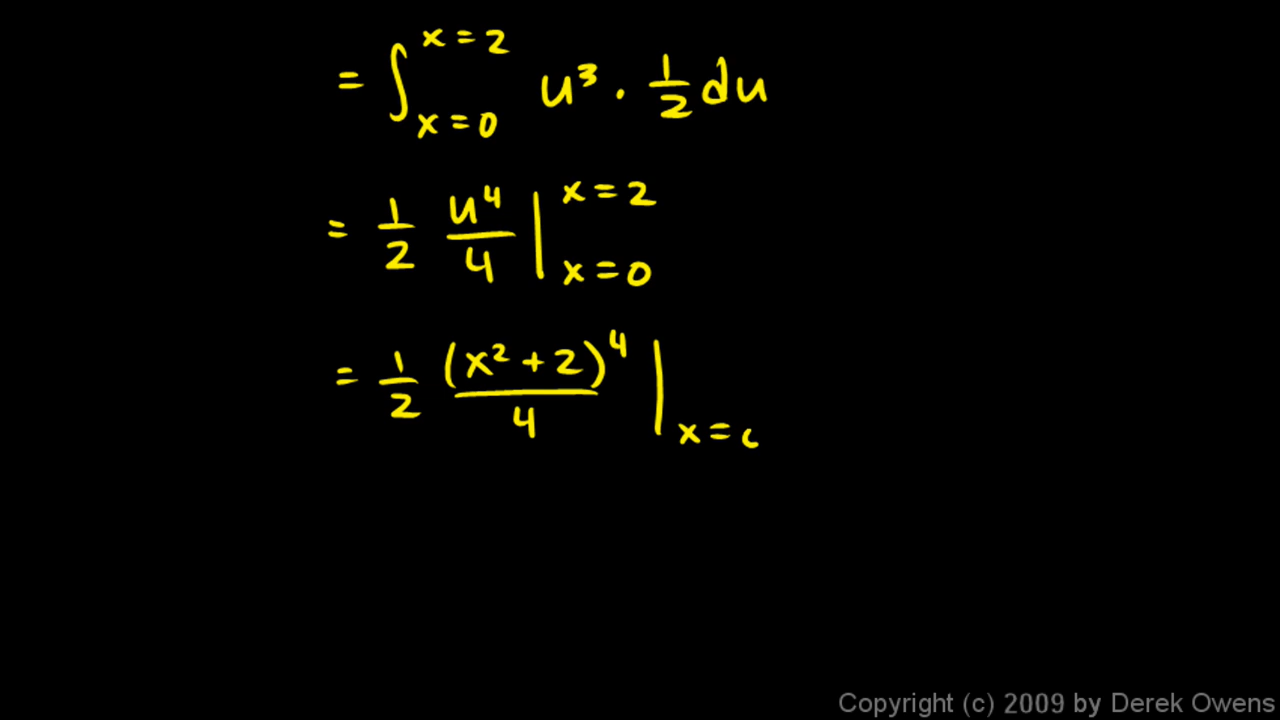 = ∫_{x=0}^{x=2} u³ · 1/2 du
= 1/2 u⁴/4 |_{x=0}^{x=2}
= 1/2 (x²+2)⁴/4 |_{x=
Copyright (c) 2009 by Derek Owens